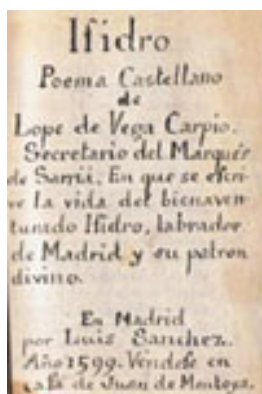 Isidro
Poema Castellano
de
Lope de Vega Carpio.
Secretario del Marqués
de Sarriá. En que se escri-
ve la vida del bienaven-
turado Isidro, labrador
de Madrid y su patron
divino.
En Madrid
por Luis Sanchez.
Año 1599. Véndese en
casa de Juan de Montoya.